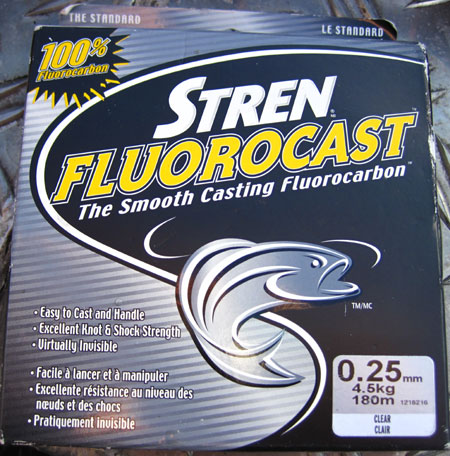 THE STANDARD
LE STANDARD
100%
Fluorocarbon
STREN
FLUOROCAST™
The Smooth Casting Fluorocarbon™
TM/MC
• Easy to Cast and Handle
• Excellent Knot & Shock Strength
• Virtually Invisible
• Facile à lancer et à manipuler
• Excellente résistance au niveau des
nœuds et des chocs
• Pratiquement invisible
0.25mm
4.5kg
180m 1216216
CLEAR
CLAIR